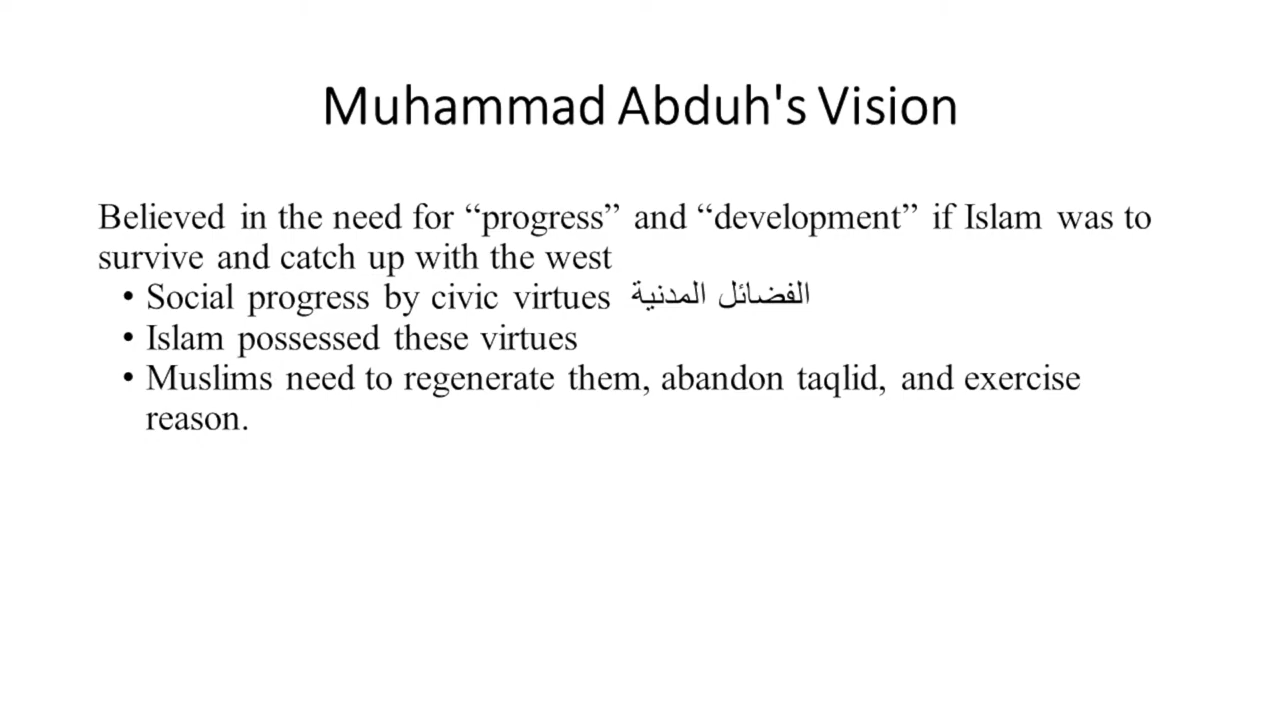 Muhammad Abduh's Vision
Believed in the need for “progress” and “development” if Islam was to
survive and catch up with the west
• Social progress by civic virtues الفضائل المدنية
• Islam possessed these virtues
• Muslims need to regenerate them, abandon taqlid, and exercise
reason.